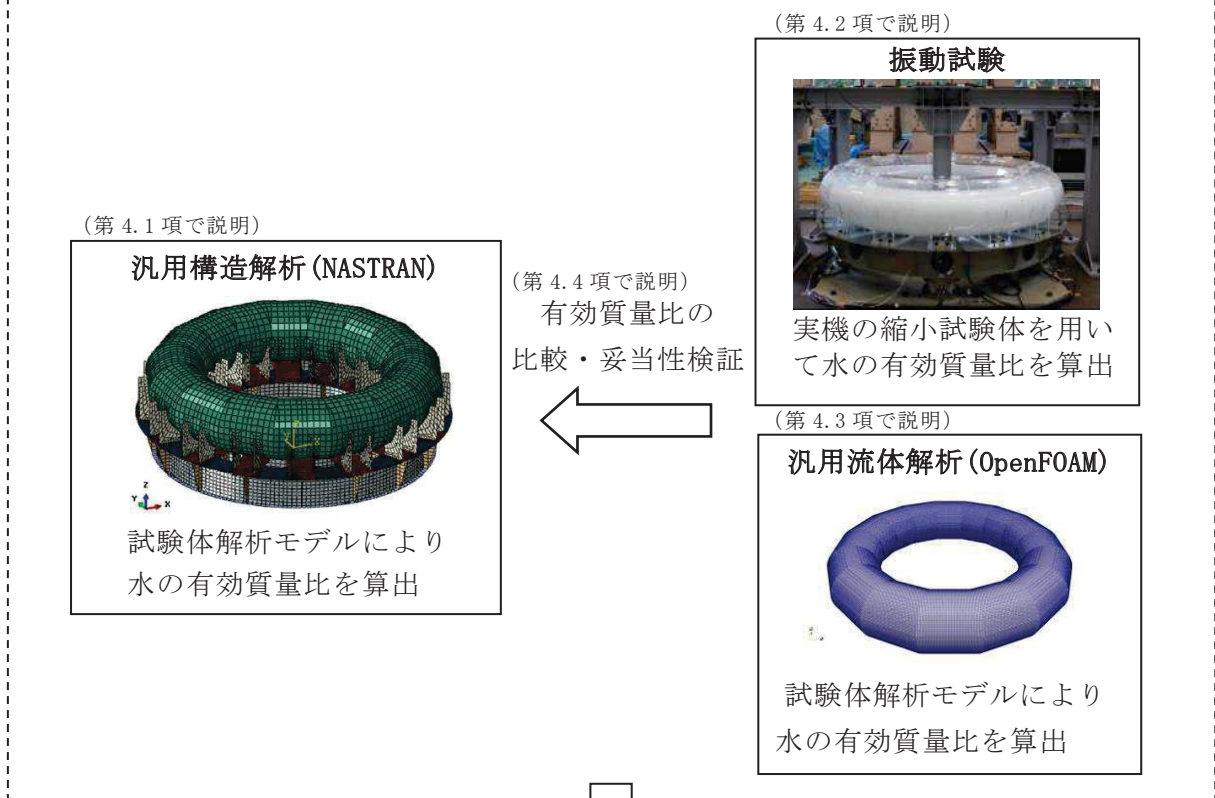 (第 4.2 項で説明)
振動試験
実機の縮小試験体を用い
て水の有効質量比を算出
(第 4.1 項で説明)
汎用構造解析(NASTRAN)
Z
Y
X
試験体解析モデルにより
水の有効質量比を算出
(第 4.4 項で説明)
有効質量比の
比較・妥当性検証
(第 4.3 項で説明)
汎用流体解析(OpenFOAM)
試験体解析モデルにより
水の有効質量比を算出